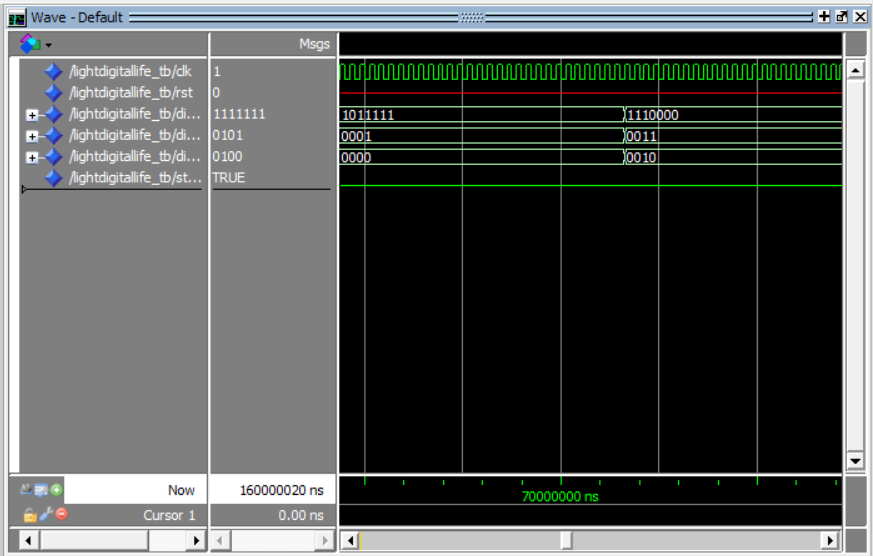 Wave - Default
Msgs
/lightdigitallife_tb/clk 1
/lightdigitallife_tb/rst 0
/lightdigitallife_tb/di... 1111111 1011111 1110000
/lightdigitallife_tb/di... 0101 0001 0011
/lightdigitallife_tb/di... 0100 0000 0010
/lightdigitallife_tb/st... TRUE
Now 160000020 ns 70000000 ns
Cursor 1 0.00 ns